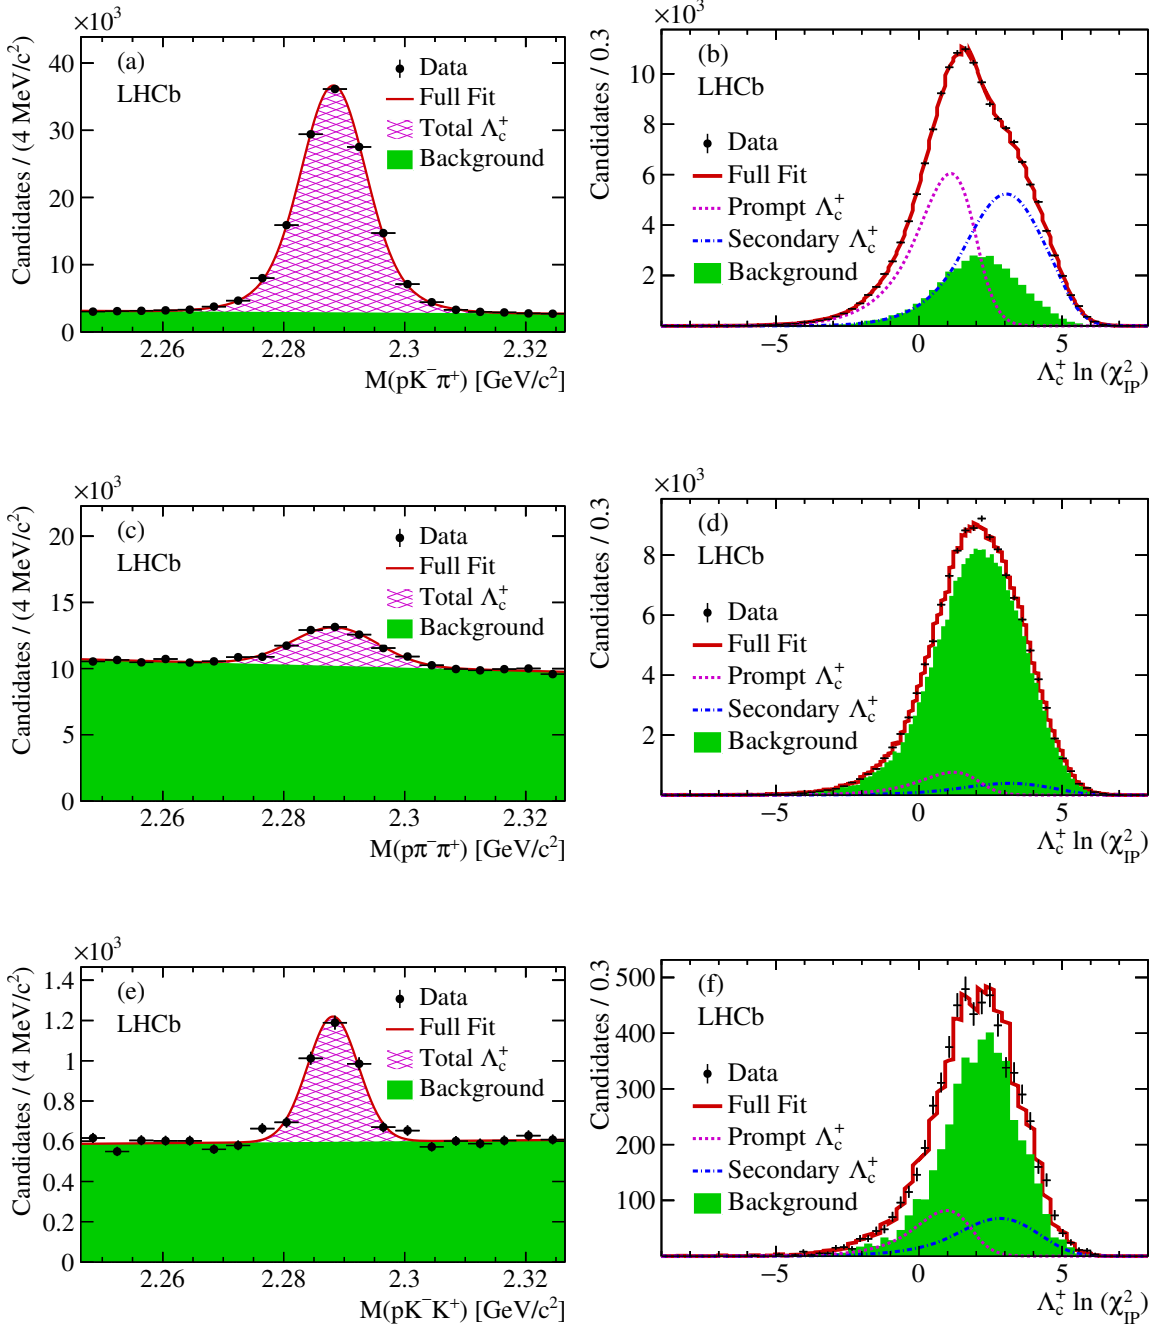 ×10³
Candidates / (4 MeV/c²)
(a)
LHCb
Data
Full Fit
Total Λc⁺
Background
40
30
20
10
0
2.26 2.28 2.3 2.32
M(pK⁻π⁺) [GeV/c²]
×10³
Candidates / 0.3
(b)
LHCb
Data
Full Fit
Prompt Λc⁺
Secondary Λc⁺
Background
10
8
6
4
2
−5 0 5
Λc⁺ ln (χ²IP)
×10³
Candidates / (4 MeV/c²)
(c)
LHCb
Data
Full Fit
Total Λc⁺
Background
20
15
10
5
0
2.26 2.28 2.3 2.32
M(pπ⁻π⁺) [GeV/c²]
×10³
Candidates / 0.3
(d)
LHCb
Data
Full Fit
Prompt Λc⁺
Secondary Λc⁺
Background
8
6
4
2
−5 0 5
Λc⁺ ln (χ²IP)
×10³
Candidates / (4 MeV/c²)
(e)
LHCb
Data
Full Fit
Total Λc⁺
Background
1.4
1.2
1
0.8
0.6
0.4
0.2
0
2.26 2.28 2.3 2.32
M(pK⁻K⁺) [GeV/c²]
Candidates / 0.3
(f)
LHCb
Data
Full Fit
Prompt Λc⁺
Secondary Λc⁺
Background
500
400
300
200
100
−5 0 5
Λc⁺ ln (χ²IP)